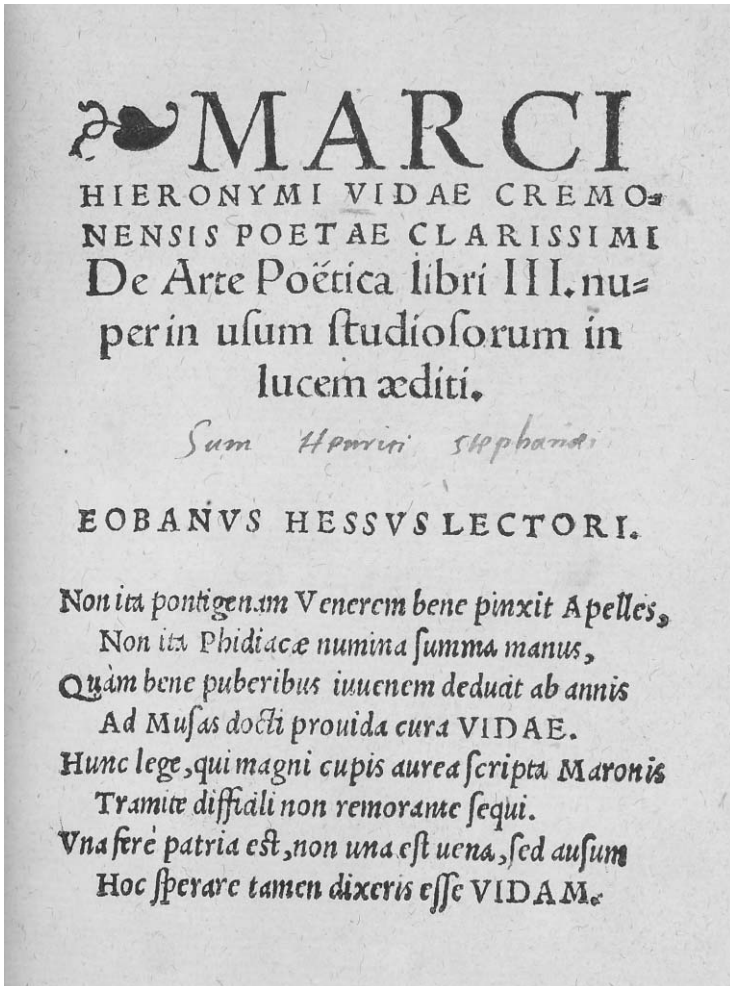 MARCI
HIERONYMI VIDAE CREMO⸗
NENSIS POETAE CLARISSIMI
De Arte Poëtica libri III. nu⸗
per in uſum ſtudioſorum in
lucem æditi.
Sum Henrici Stephani
EOBANVS HESSVS LECTORI.
Non ita pontigenam Venerem bene pinxit Apelles,
Non ita Phidiacæ numina ſumma manus,
Quàm bene puberibus iuuenem deducit ab annis
Ad Muſas docti prouida cura VIDAE.
Hunc lege, qui magni cupis aurea ſcripta Maronis
Tramite difficili non remorante ſequi.
Vna ferè patria eſt, non una eſt uena, ſed auſum
Hoc ſperare tamen dixeris eſſe VIDAM.